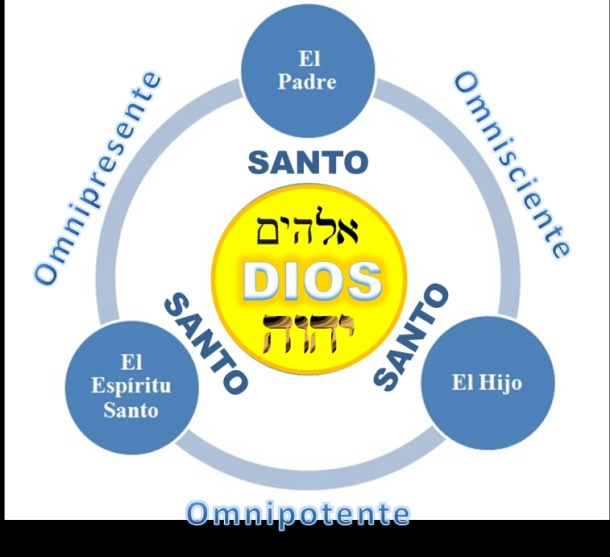 El
Padre
Omnipresente
Omnisciente
SANTO
אלהים
DIOS
יהוה
SANTO
SANTO
El
Espíritu
Santo
El Hijo
Omnipotente